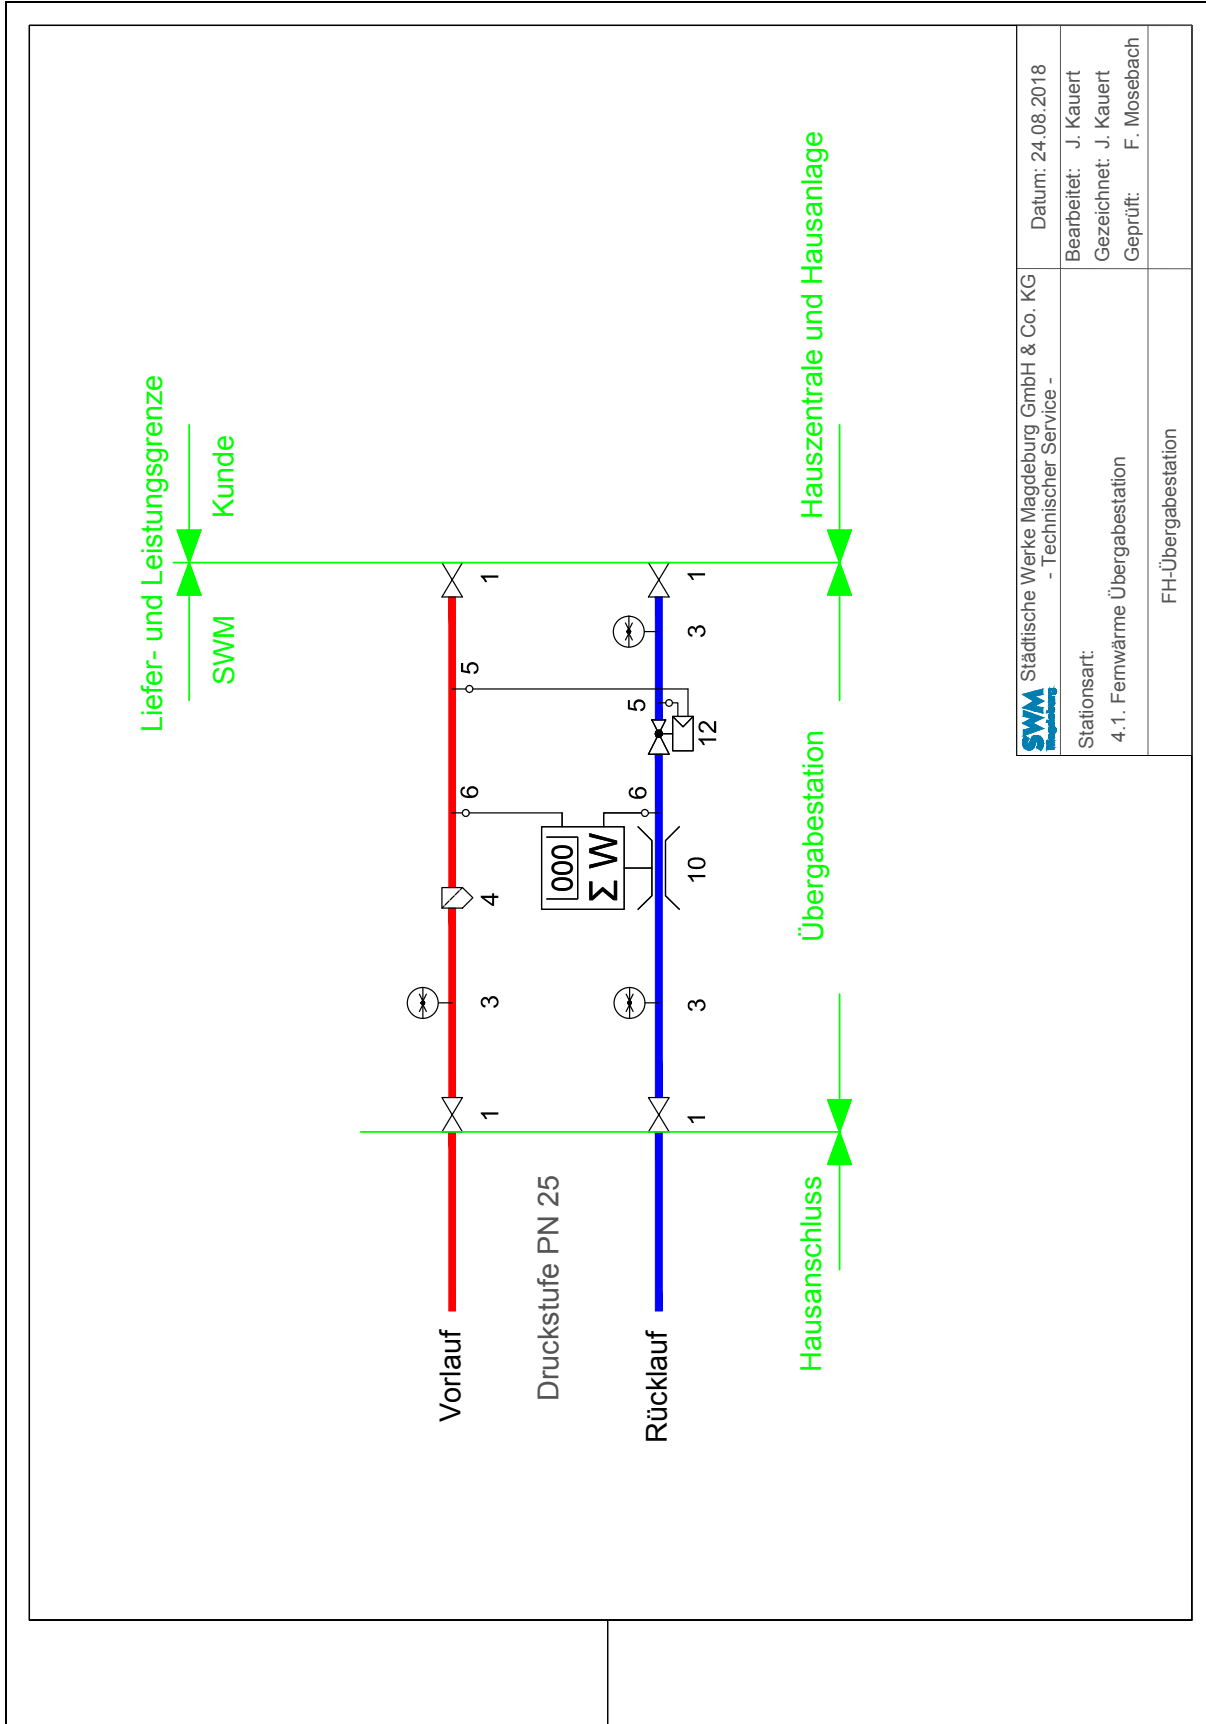 Liefer- und Leistungsgrenze
SWM
Kunde
Vorlauf
1
3
4
6
5
1
Druckstufe PN 25
000
Σ W
Rücklauf
1
3
10
6
5
12
3
1
Hausanschluss
Übergabestation
Hauszentrale und Hausanlage
SWM
Magdeburg
Städtische Werke Magdeburg GmbH & Co. KG
- Technischer Service -
Datum: 24.08.2018
Stationsart:
4.1. Fernwärme Übergabestation
Bearbeitet: J. Kauert
Gezeichnet: J. Kauert
Geprüft: F. Mosebach
FH-Übergabestation